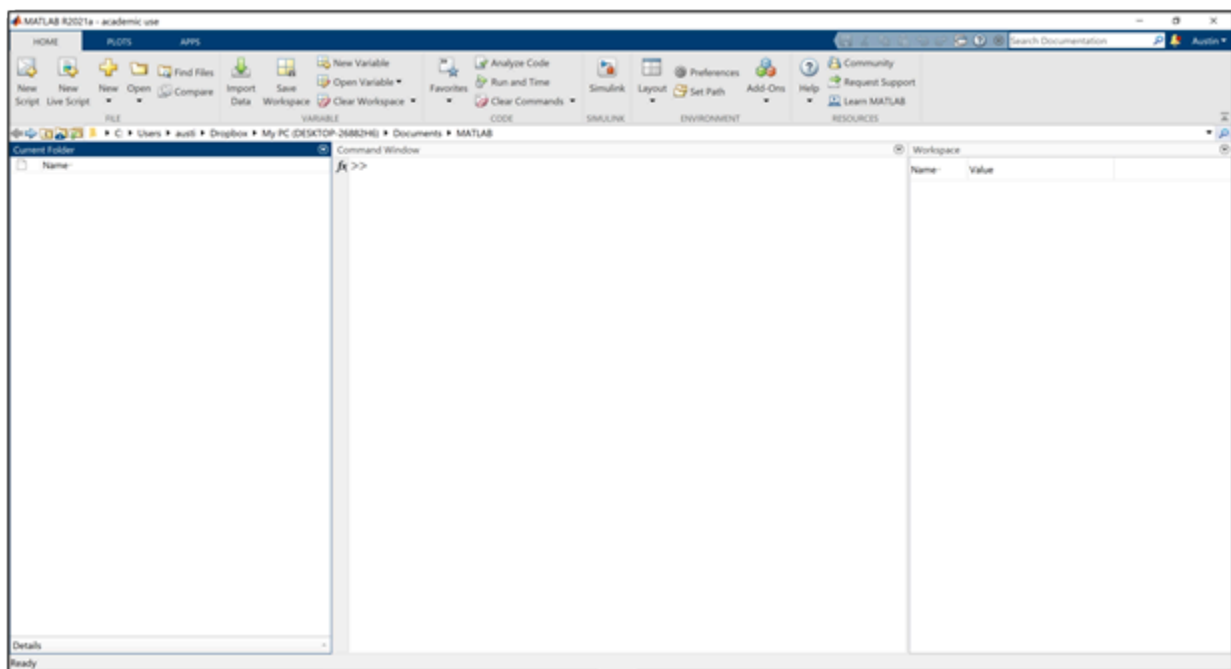 MATLAB R2021a - academic use
HOME PLOTS APPS Search Documentation Austin
New Script New Live Script New Open Find Files Compare Import Data Save Workspace New Variable Open Variable Clear Workspace Favorites Analyze Code Run and Time Clear Commands Simulink Layout Preferences Set Path Add-Ons Help Community Request Support Learn MATLAB
FILE VARIABLE CODE SIMULINK ENVIRONMENT RESOURCES
C: Users austi Dropbox My PC (DESKTOP-26882H6) Documents MATLAB
Current Folder Command Window Workspace
Name fx >> Name Value
Details
Ready